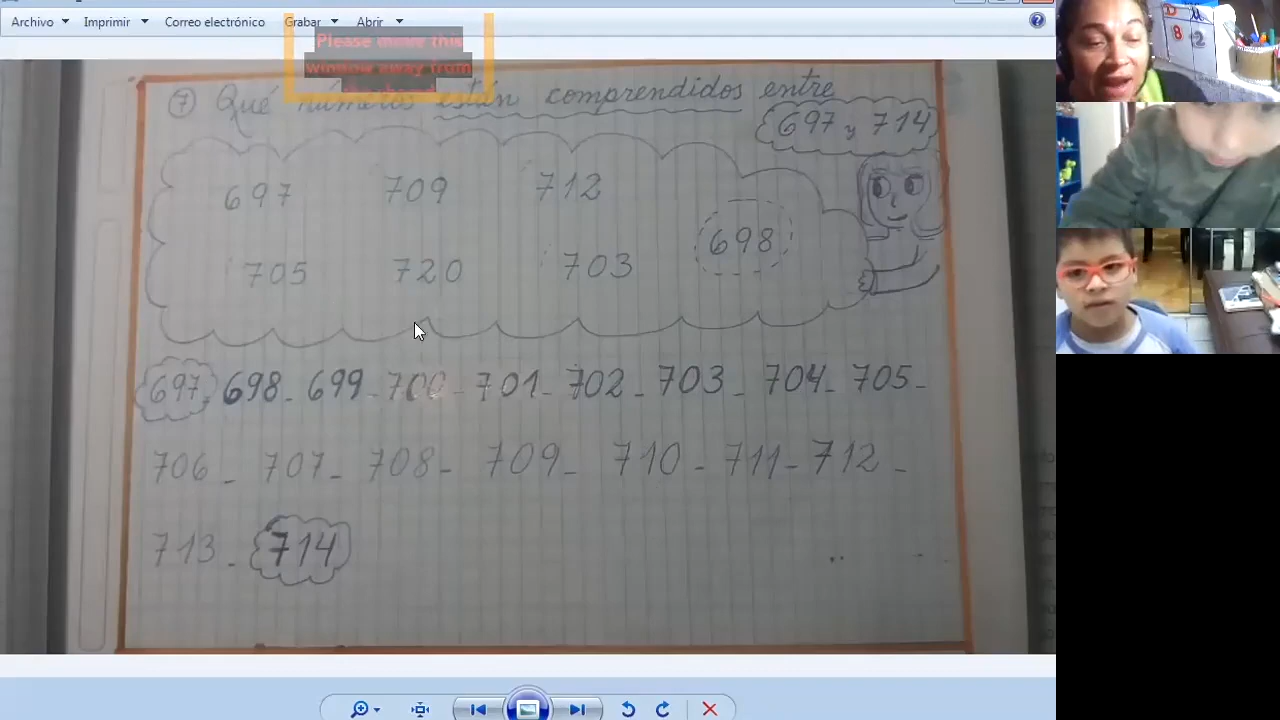 Archivo Imprimir Correo electrónico Grabar Abrir
Please move this
window away from
7 Qué números están comprendidos entre
697 y 714
697 709 712
698
705 720 703
697 - 698 - 699 - 700 - 701 - 702 - 703 - 704 - 705 -
706 - 707 - 708 - 709 - 710 - 711 - 712 -
713 - 714
8 2